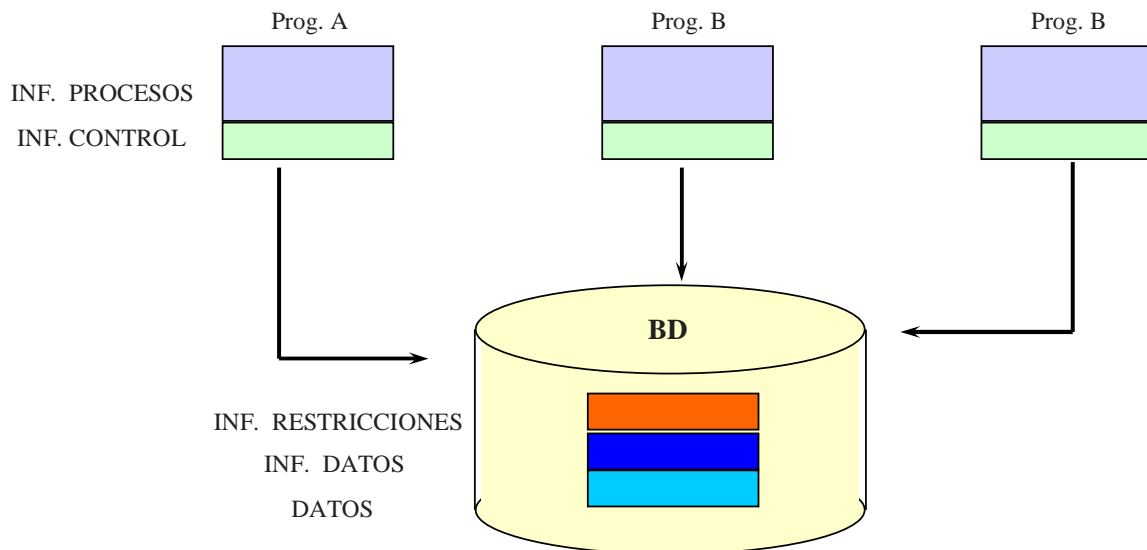 Prog. A
Prog. B
Prog. B
INF. PROCESOS
INF. CONTROL
BD
INF. RESTRICCIONES
INF. DATOS
DATOS